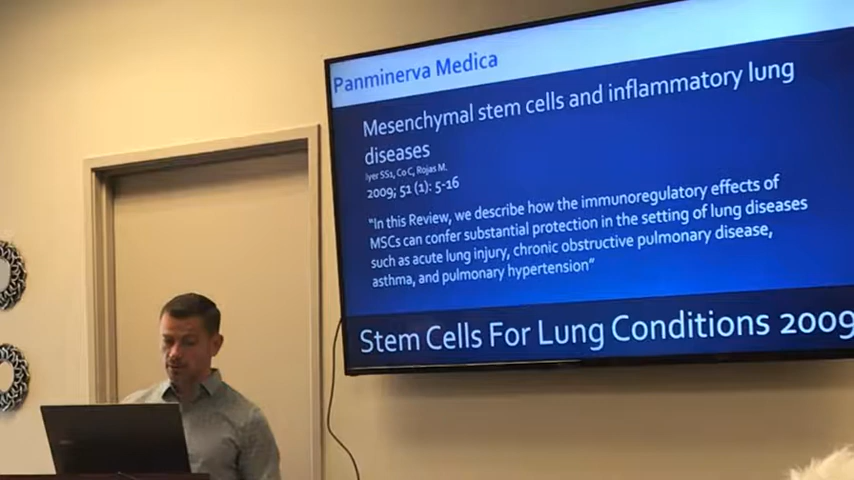 Panminerva Medica
Mesenchymal stem cells and inflammatory lung
diseases
Iyer SS1, Co C, Rojas M.
2009; 51 (1): 5-16
"In this Review, we describe how the immunoregulatory effects of
MSCs can confer substantial protection in the setting of lung diseases
such as acute lung injury, chronic obstructive pulmonary disease,
asthma, and pulmonary hypertension"
Stem Cells For Lung Conditions 2009